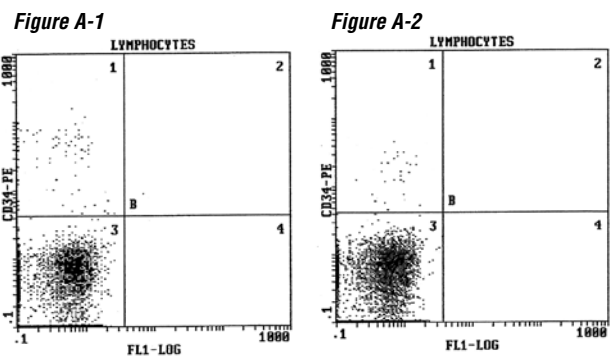 Figure A-1
LYMPHOCYTES
1000
1
2
CD34-PE
B
3
4
.1
.1
1000
FL1-LOG
Figure A-2
LYMPHOCYTES
1000
1
2
CD34-PE
B
3
4
.1
.1
1000
FL1-LOG